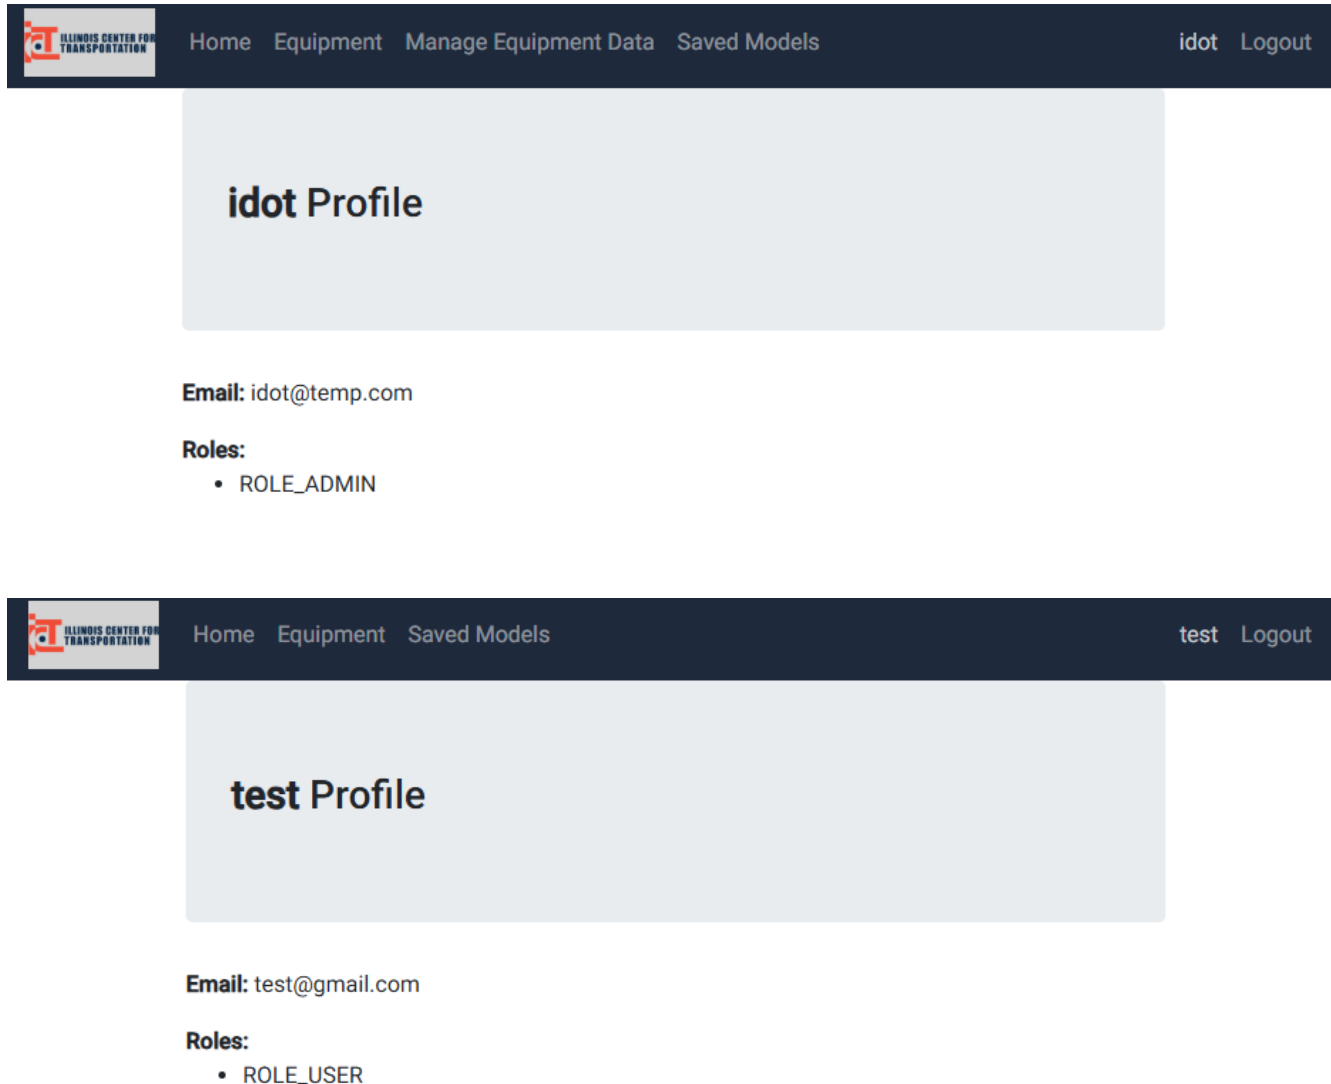 ILLINOIS CENTER FOR
TRANSPORTATION
Home Equipment Manage Equipment Data Saved Models idot Logout
idot Profile
Email: idot@temp.com
Roles:
• ROLE_ADMIN
ILLINOIS CENTER FOR
TRANSPORTATION
Home Equipment Saved Models test Logout
test Profile
Email: test@gmail.com
Roles:
• ROLE_USER